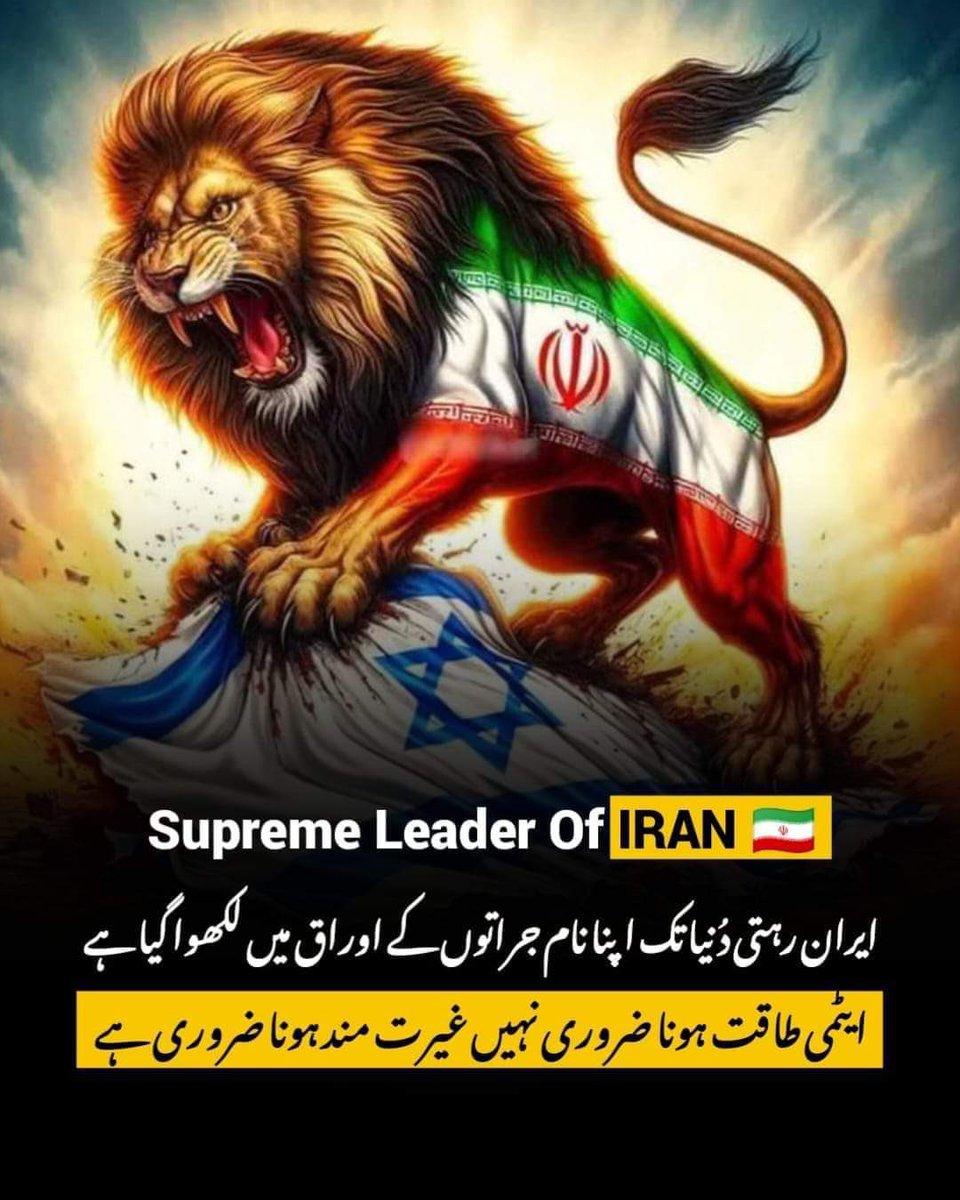 Supreme Leader Of IRAN 🇮🇷
ایران رہتی دُنیا تک اپنا نام جراتوں کے اوراق میں لکھوا گیا ہے
ایٹمی طاقت ہونا ضروری نہیں غیرت مند ہونا ضروری ہے